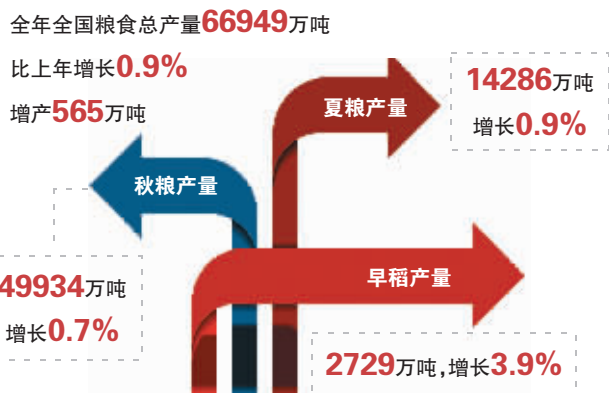 全年全国粮食总产量66949万吨
比上年增长0.9%
增产565万吨
夏粮产量
14286万吨
增长0.9%
秋粮产量
49934万吨
增长0.7%
早稻产量
2729万吨,增长3.9%